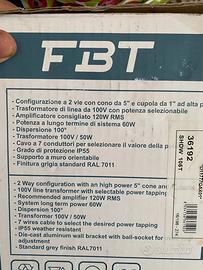 FBT
- Configurazione a 2 vie con cono da 5" e cupola da 1" ad alta p
- Trasformatore di linea da 100V con potenza selezionabile
- Amplificatore consigliato 120W RMS
- Potenza a lungo termine di sistema 60W
- Dispersione 100°
- Trasformatore 100V / 50W
- Cavo a 7 conduttori per selezionare il valore della p
- Grado di protezione IP55
- Supporto a muro orientabile
- Finitura grigio standard RAL 7011
- 2 Way configuration with an high power 5" cone and
- 100V line transformer with selectable power tapping
- Recommended amplifier 120W RMS
- System long term power 60W
- Dispersion 100°
- Transformer 100V / 50W
- 7 wires cable to select the desired power tapping
- IP55 weather resistant
- Die-cast aluminum wall bracket with ball-socket for
adjustment
- Standard grey finish RAL7011
36192
SHADOW 105T